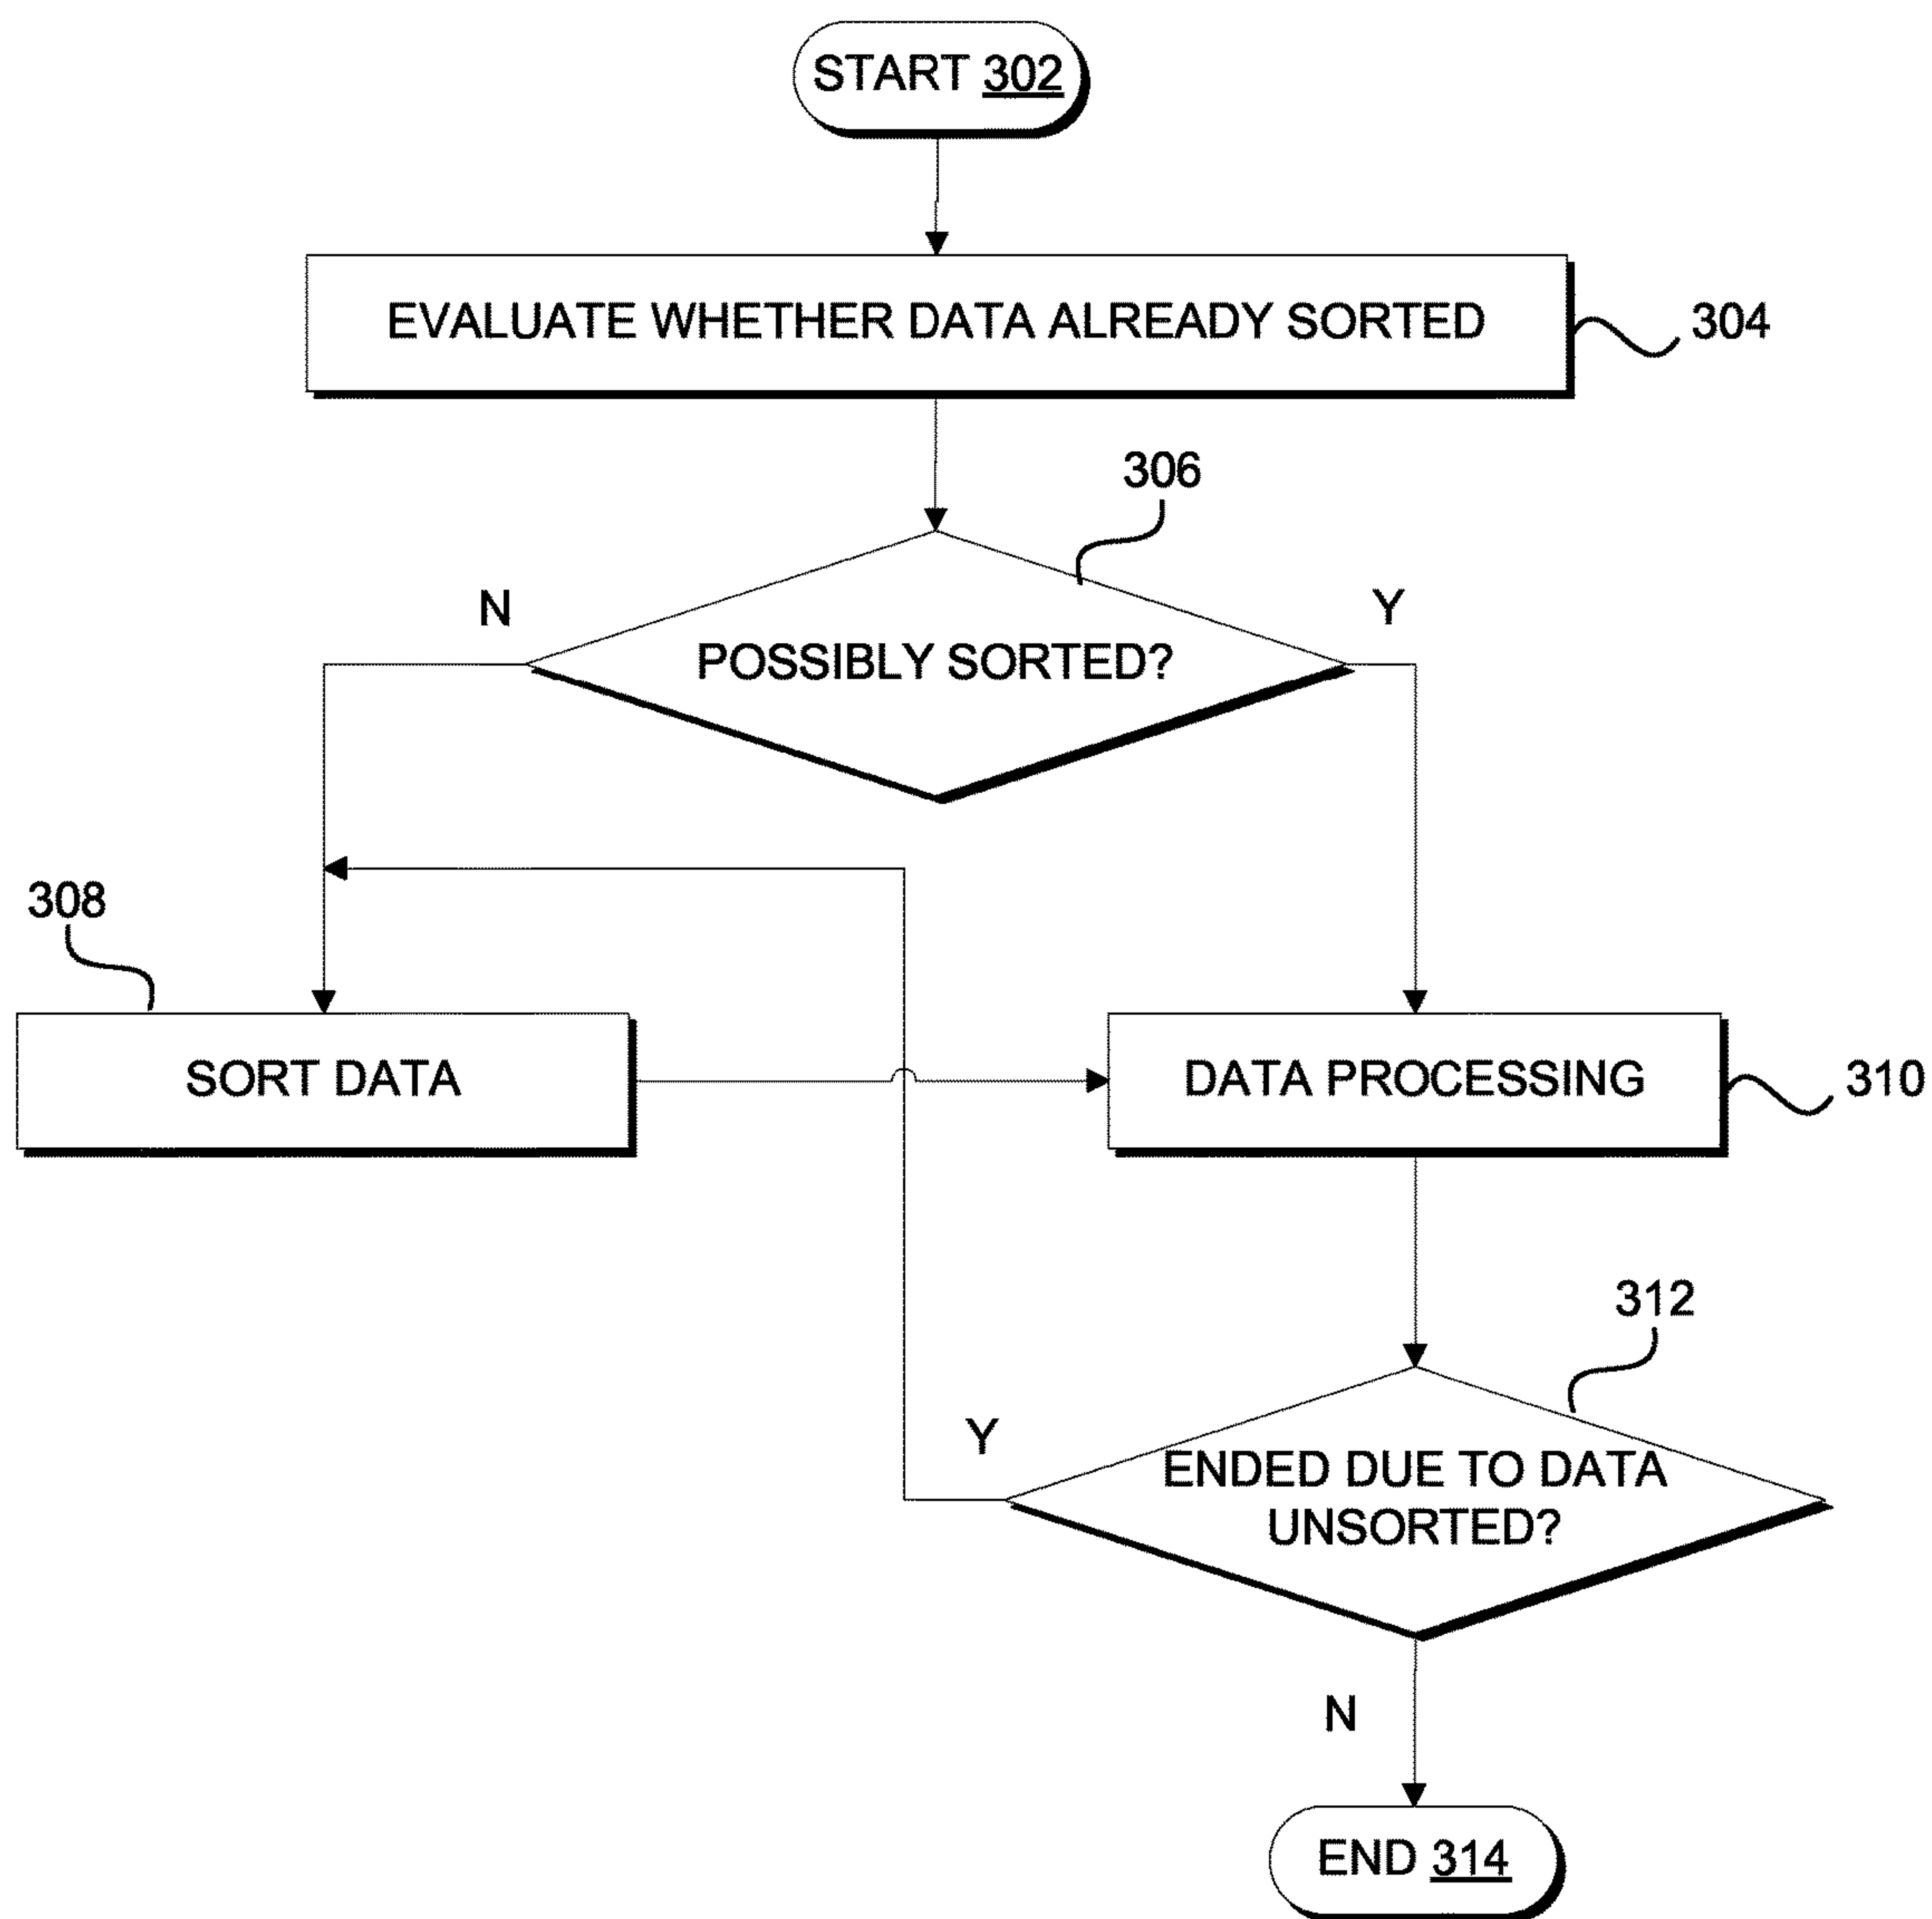 START 302
EVALUATE WHETHER DATA ALREADY SORTED
304
306
N
Y
POSSIBLY SORTED?
308
SORT DATA
DATA PROCESSING
310
312
Y
ENDED DUE TO DATA
UNSORTED?
N
END 314